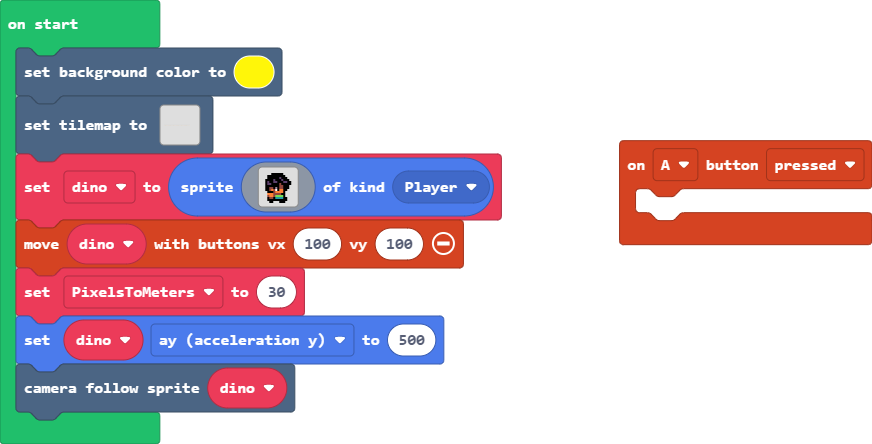 on start
set background color to
set tilemap to
set dino to sprite of kind Player
move dino with buttons vx 100 vy 100
set PixelsToMeters to 30
set dino ay (acceleration y) to 500
camera follow sprite dino
on A button pressed